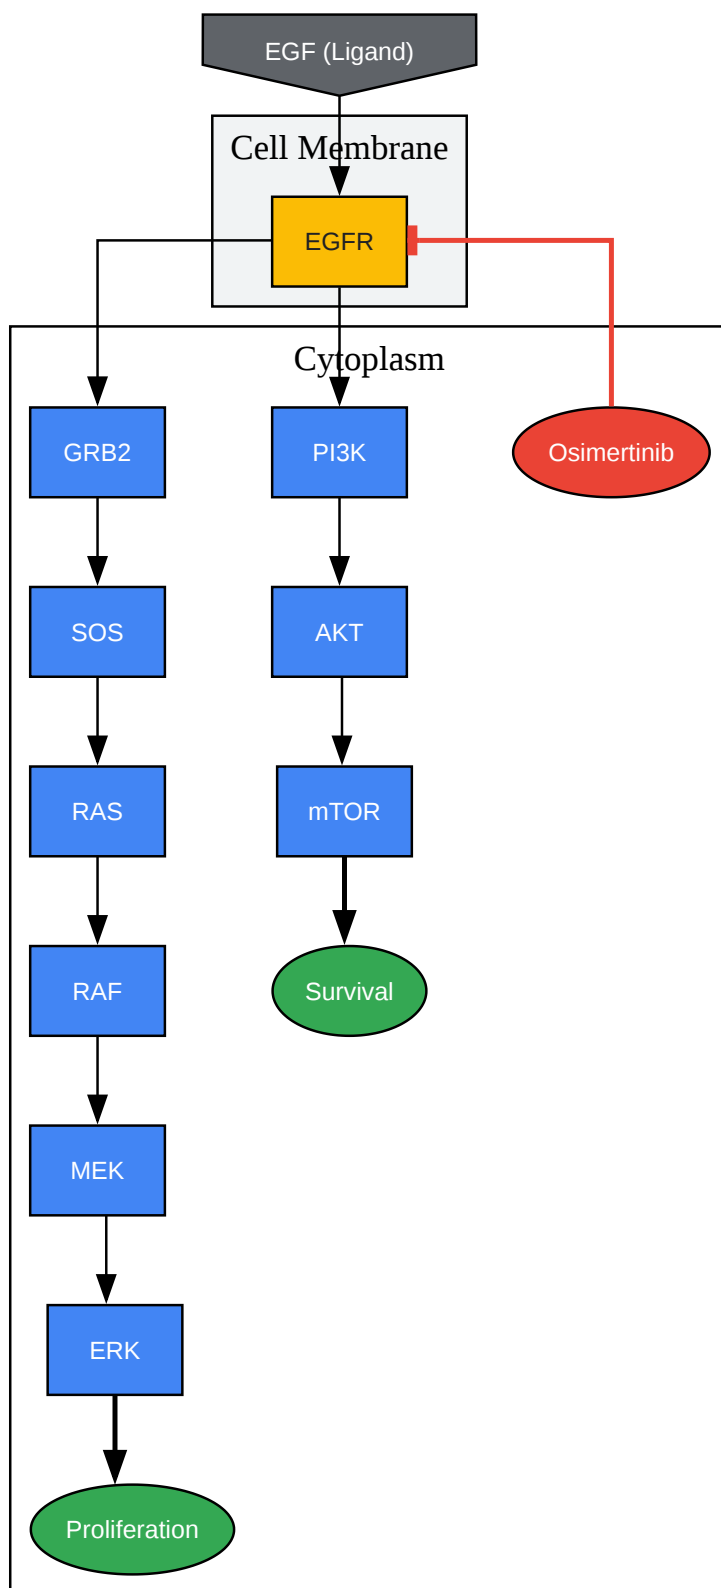 EGF (Ligand)
Cell Membrane
EGFR
Cytoplasm
GRB2
PI3K
Osimertinib
SOS
AKT
RAS
mTOR
RAF
Survival
MEK
ERK
Proliferation